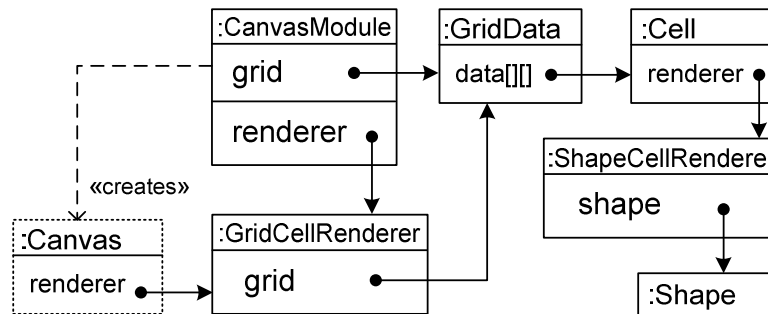 :CanvasModule
grid
renderer
:GridData
data[][]
:Cell
renderer
:ShapeCellRendere
shape
«creates»
:Canvas
renderer
:GridCellRenderer
grid
:Shape